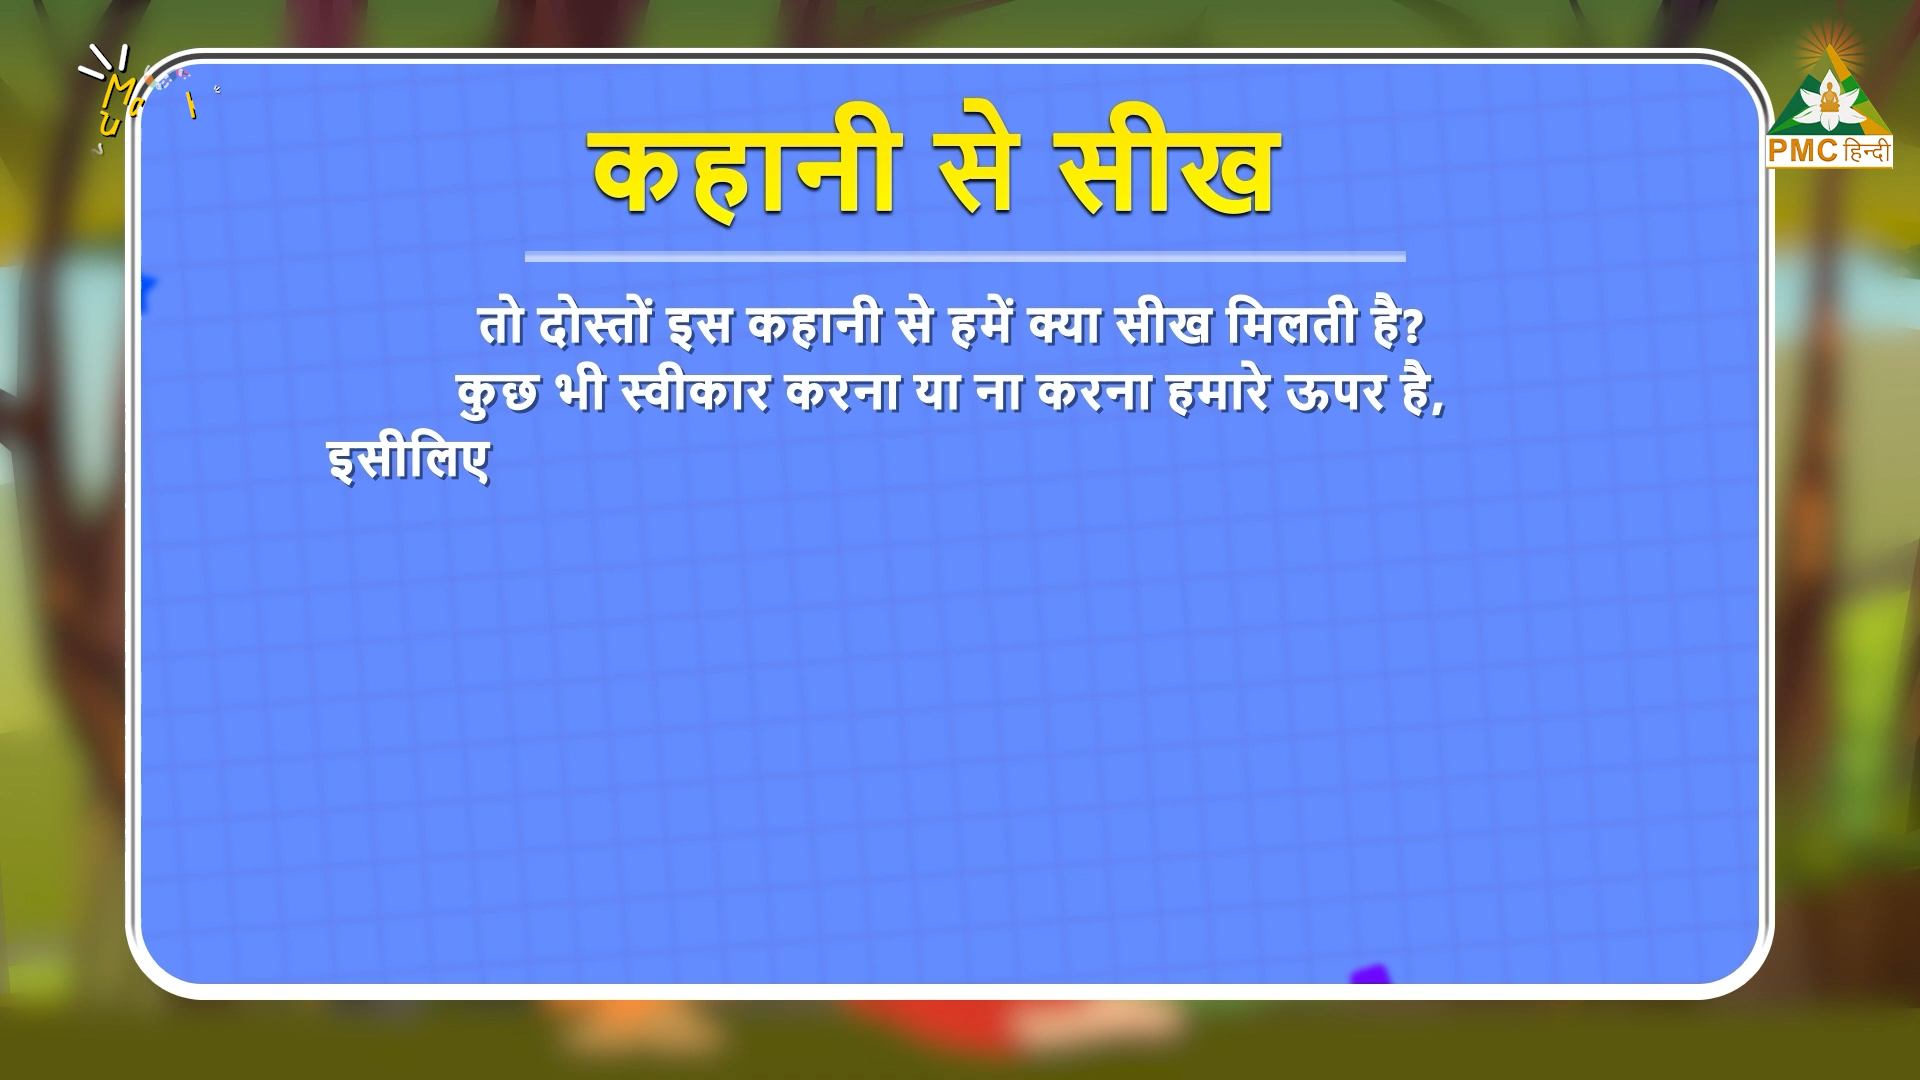 कहानी से सीख
PMC हिन्दी
तो दोस्तों इस कहानी से हमें क्या सीख मिलती है?
कुछ भी स्वीकार करना या ना करना हमारे ऊपर है,
इसीलिए